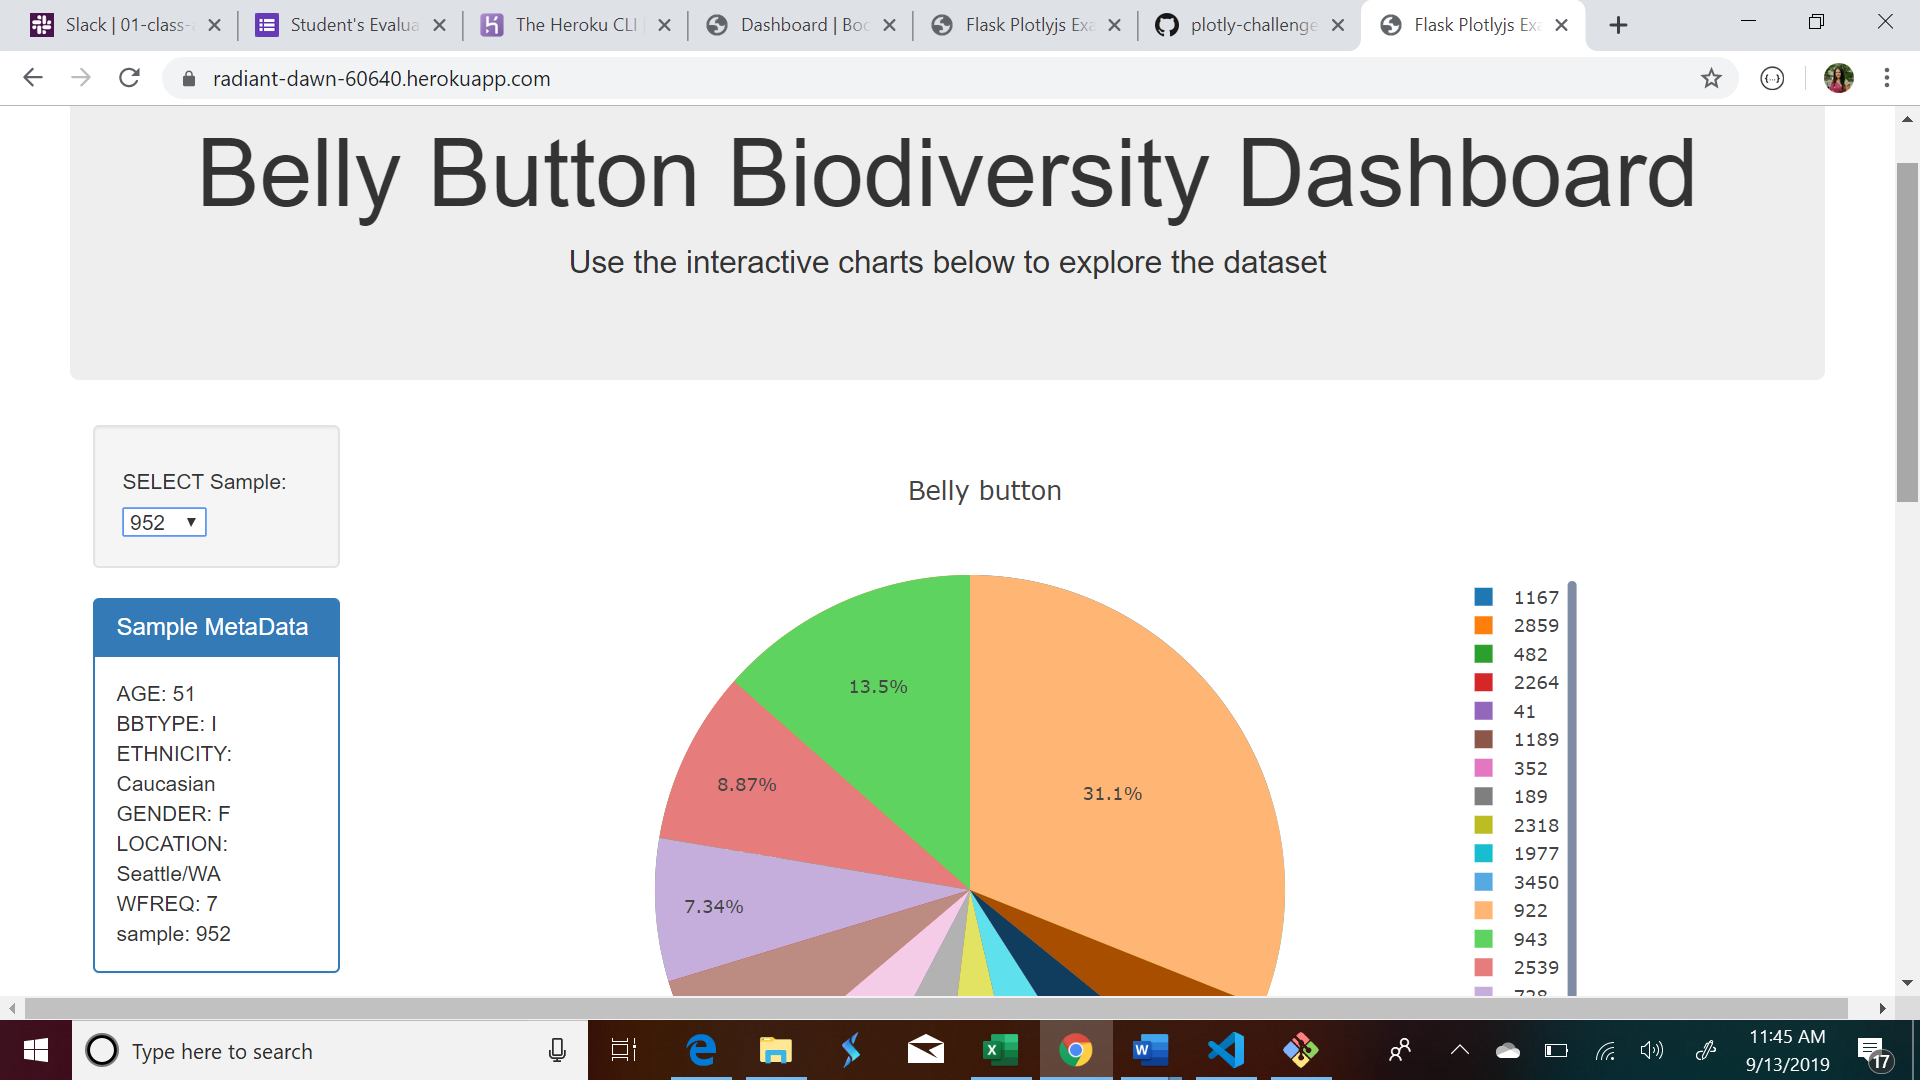 Slack | 01-class-
Student's Evalua
The Heroku CLI |
Dashboard | Boo
Flask Plotlyjs Exa
plotly-challenge
Flask Plotlyjs Exa
radiant-dawn-60640.herokuapp.com
Belly Button Biodiversity Dashboard
Use the interactive charts below to explore the dataset
SELECT Sample:
952
Sample MetaData
AGE: 51
BBTYPE: I
ETHNICITY:
Caucasian
GENDER: F
LOCATION:
Seattle/WA
WFREQ: 7
sample: 952
Belly button
13.5%
31.1%
8.87%
7.34%
1167
2859
482
2264
41
1189
352
189
2318
1977
3450
922
943
2539
Type here to search
11:45 AM
9/13/2019
17